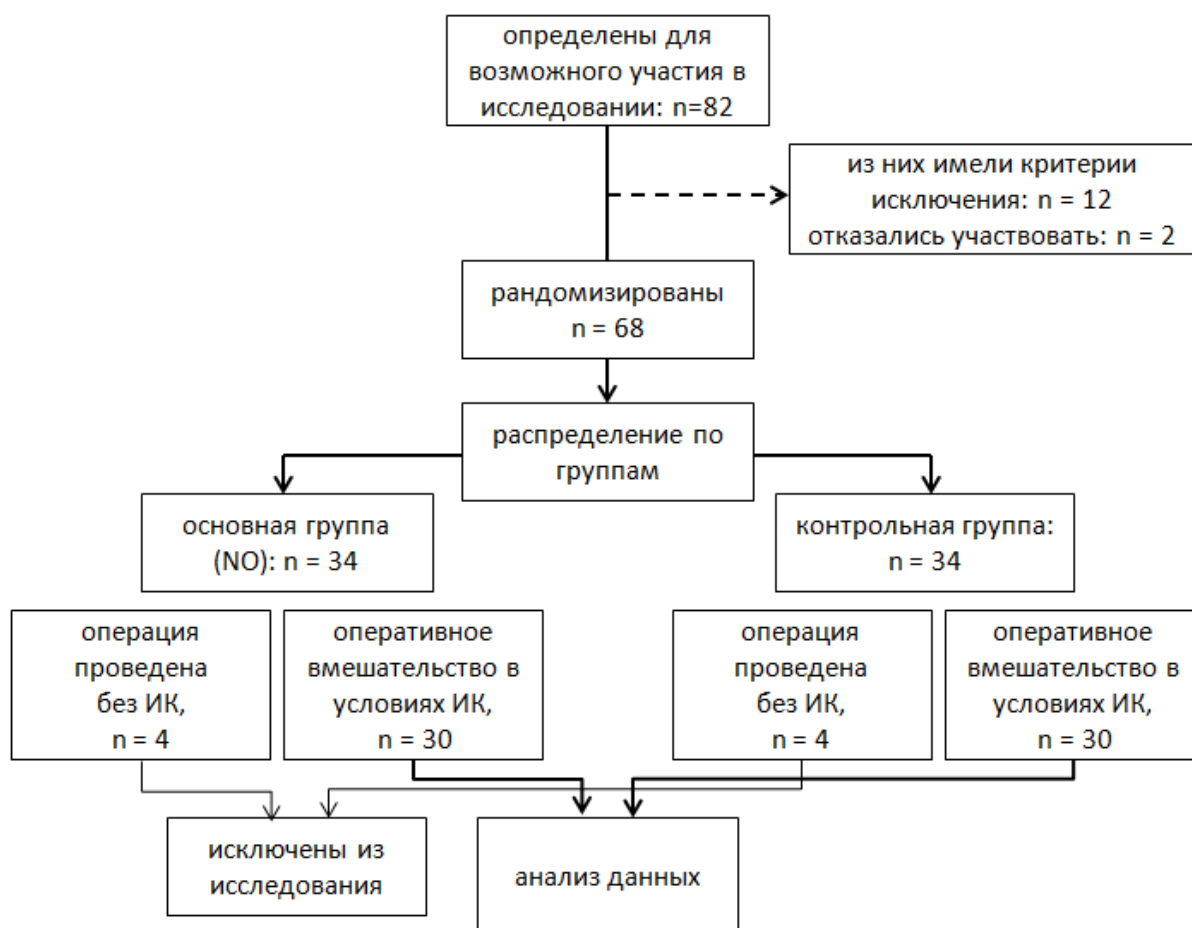 определены для
возможного участия в
исследовании: n=82
из них имели критерии
исключения: n = 12
отказались участвовать: n = 2
рандомизированы
n = 68
распределение по
группам
основная группа
(NO): n = 34
контрольная группа:
n = 34
операция
проведена
без ИК,
n = 4
оперативное
вмешательство в
условиях ИК,
n = 30
операция
проведена
без ИК,
n = 4
оперативное
вмешательство в
условиях ИК,
n = 30
исключены из
исследования
анализ данных